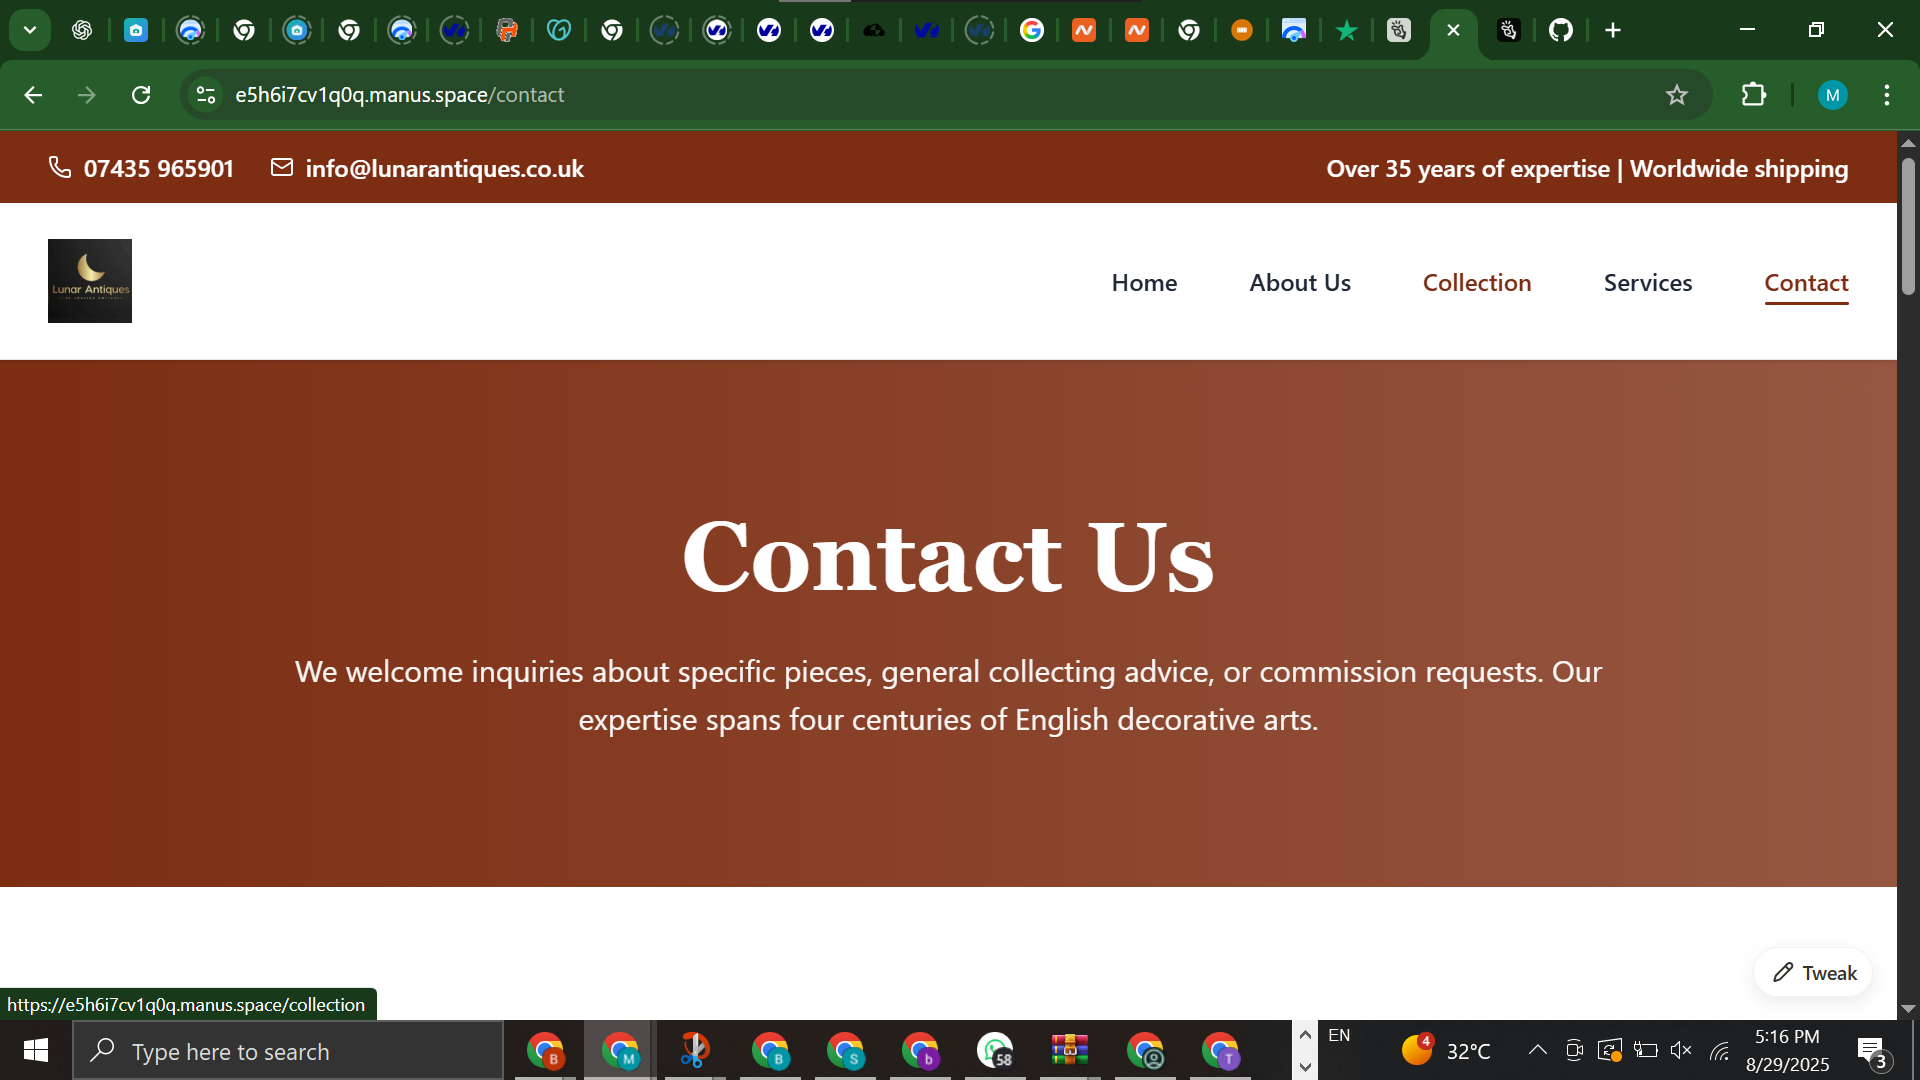 e5h6i7cv1q0q.manus.space/contact
M
07435 965901
info@lunarantiques.co.uk
Over 35 years of expertise | Worldwide shipping
Lunar Antiques
Home
About Us
Collection
Services
Contact
Contact Us
We welcome inquiries about specific pieces, general collecting advice, or commission requests. Our
expertise spans four centuries of English decorative arts.
Tweak
https://e5h6i7cv1q0q.manus.space/collection
Type here to search
B
M
B
S
b
58
T
EN
4
32°C
5:16 PM
8/29/2025
3